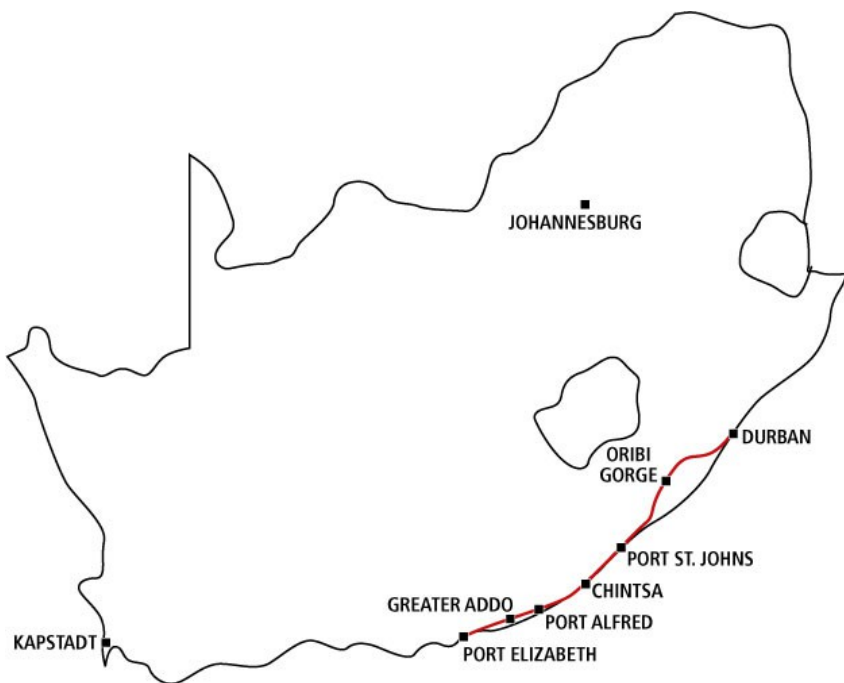 JOHANNESBURG
DURBAN
ORIBI
GORGE
PORT ST. JOHNS
CHINTSA
GREATER ADDO
PORT ALFRED
KAPSTADT
PORT ELIZABETH